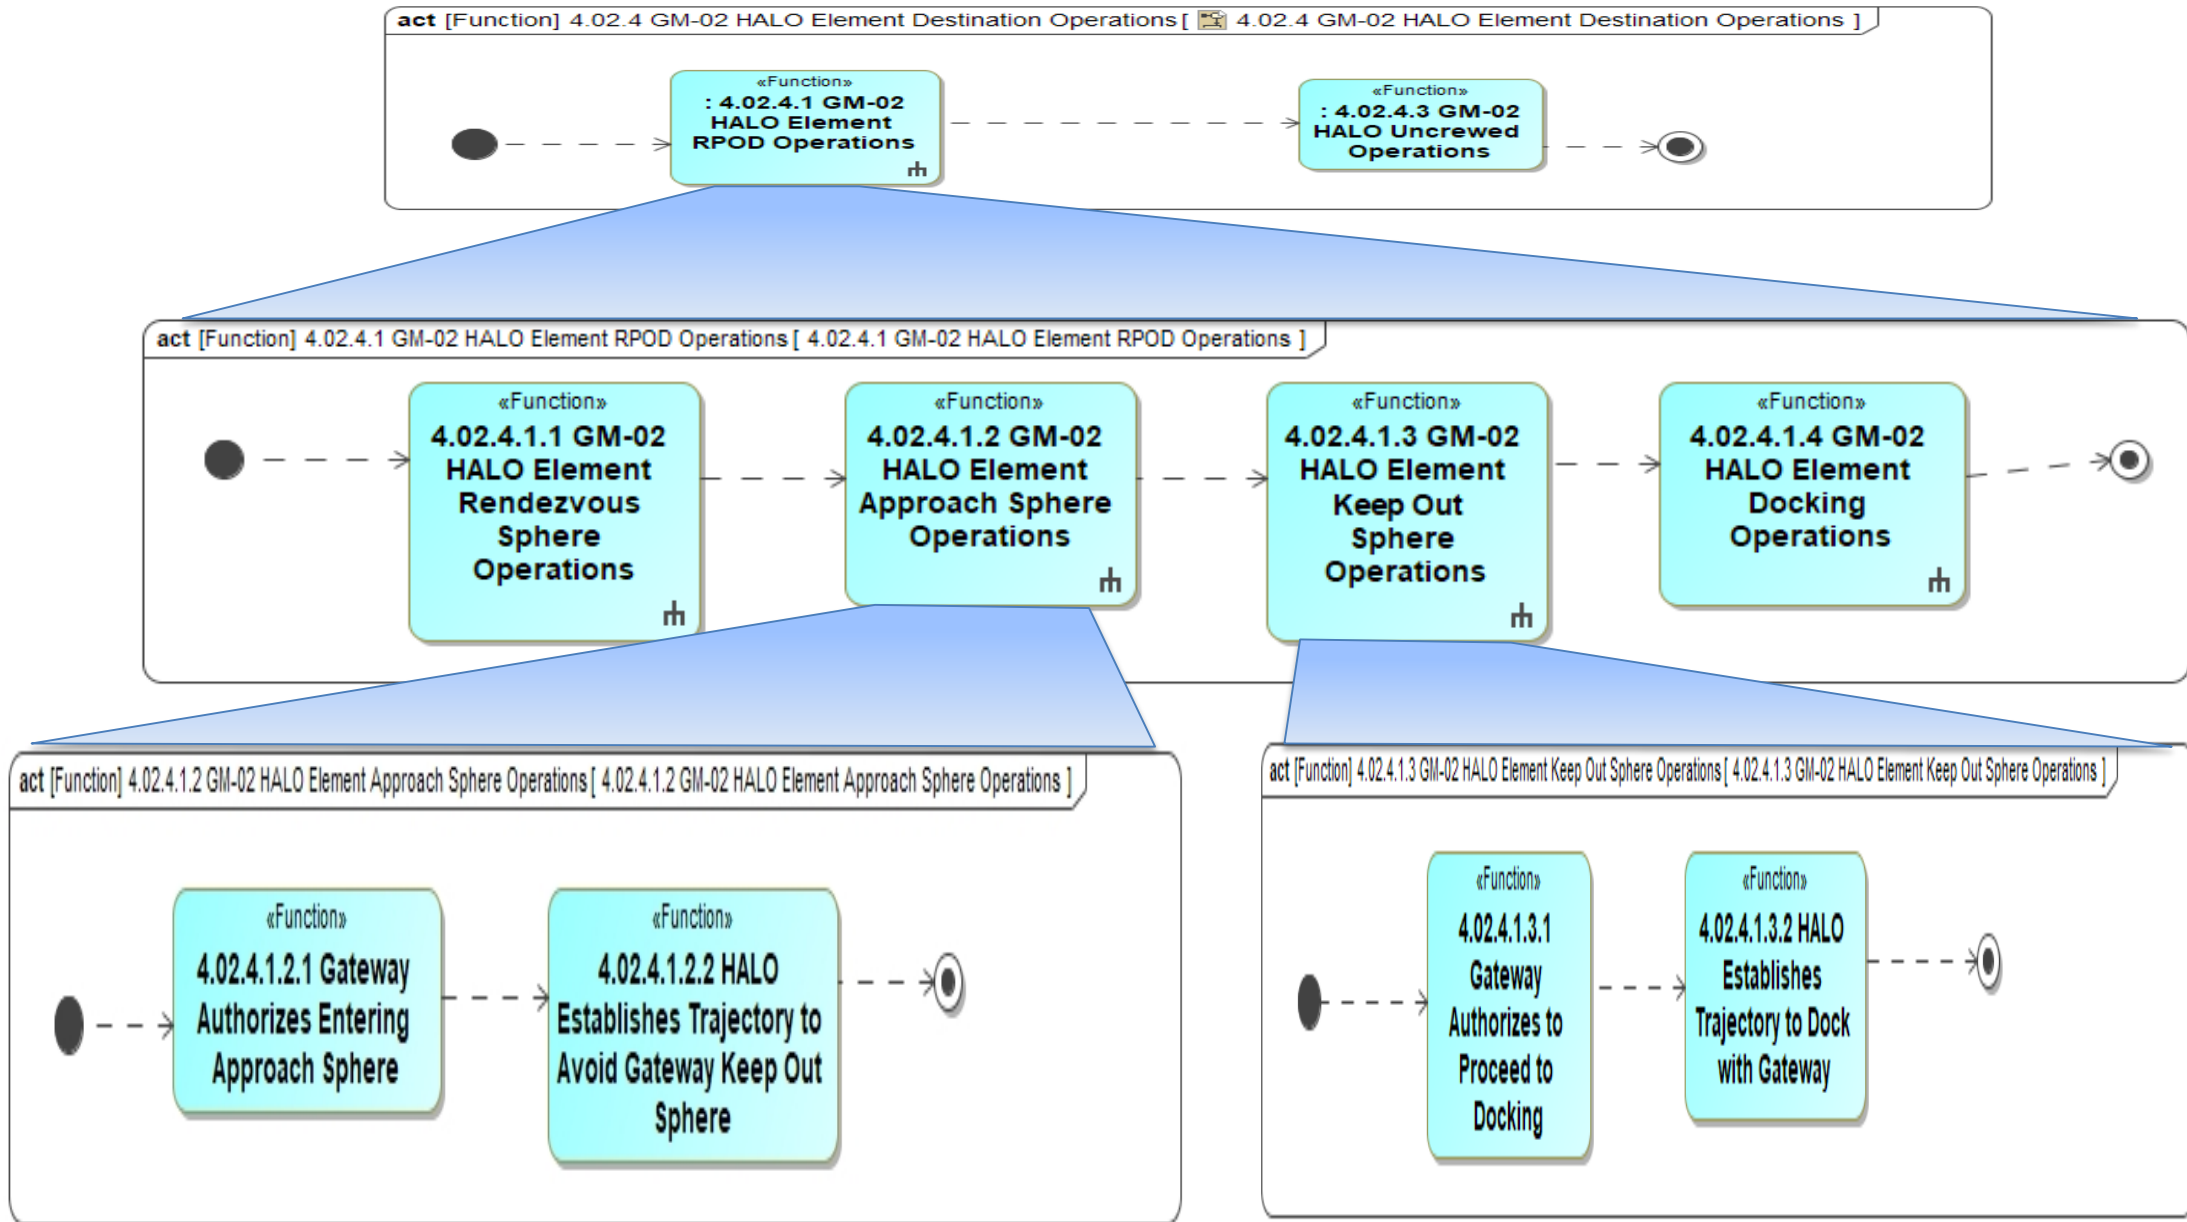 act [Function] 4.02.4 GM-02 HALO Element Destination Operations [ 4.02.4 GM-02 HALO Element Destination Operations ]
«Function»
: 4.02.4.1 GM-02
HALO Element
RPOD Operations
«Function»
: 4.02.4.3 GM-02
HALO Uncrewed
Operations
act [Function] 4.02.4.1 GM-02 HALO Element RPOD Operations [ 4.02.4.1 GM-02 HALO Element RPOD Operations ]
«Function»
4.02.4.1.1 GM-02
HALO Element
Rendezvous
Sphere
Operations
«Function»
4.02.4.1.2 GM-02
HALO Element
Approach Sphere
Operations
«Function»
4.02.4.1.3 GM-02
HALO Element
Keep Out
Sphere
Operations
«Function»
4.02.4.1.4 GM-02
HALO Element
Docking
Operations
act [Function] 4.02.4.1.2 GM-02 HALO Element Approach Sphere Operations [ 4.02.4.1.2 GM-02 HALO Element Approach Sphere Operations ]
«Function»
4.02.4.1.2.1 Gateway
Authorizes Entering
Approach Sphere
«Function»
4.02.4.1.2.2 HALO
Establishes Trajectory to
Avoid Gateway Keep Out
Sphere
act [Function] 4.02.4.1.3 GM-02 HALO Element Keep Out Sphere Operations [ 4.02.4.1.3 GM-02 HALO Element Keep Out Sphere Operations ]
«Function»
4.02.4.1.3.1
Gateway
Authorizes to
Proceed to
Docking
«Function»
4.02.4.1.3.2 HALO
Establishes
Trajectory to Dock
with Gateway